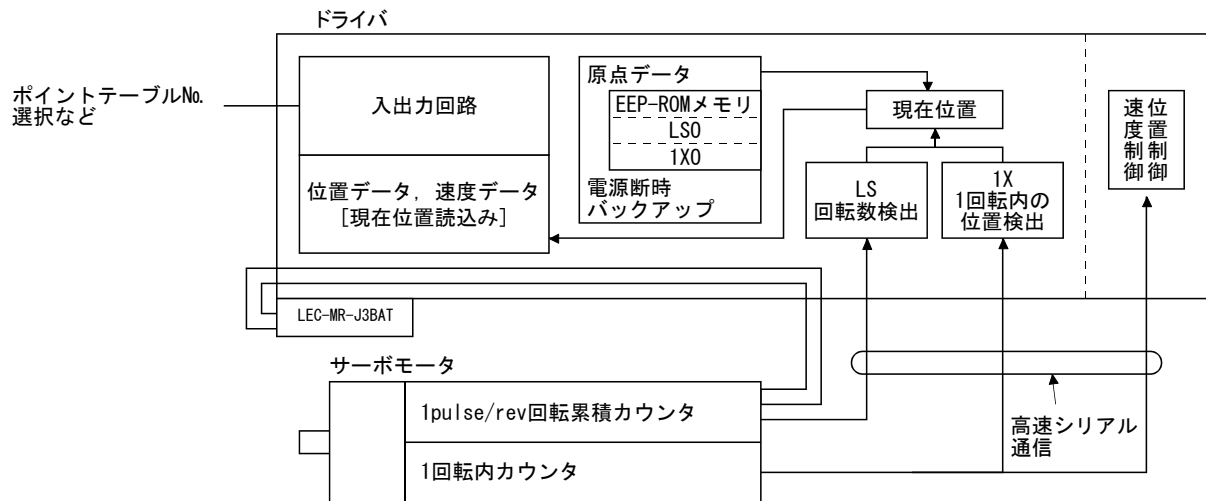 ドライバ
ポイントテーブル№.
選択など
入出力回路
位置データ, 速度データ
[現在位置読込み]
原点データ
EEP-ROMメモリ
LS0
1X0
電源断時
バックアップ
現在位置
LS
回転数検出
1X
1回転内の
位置検出
位置制御
速度制御
LEC-MR-J3BAT
サーボモータ
1pulse/rev回転累積カウンタ
1回転内カウンタ
高速シリアル
通信